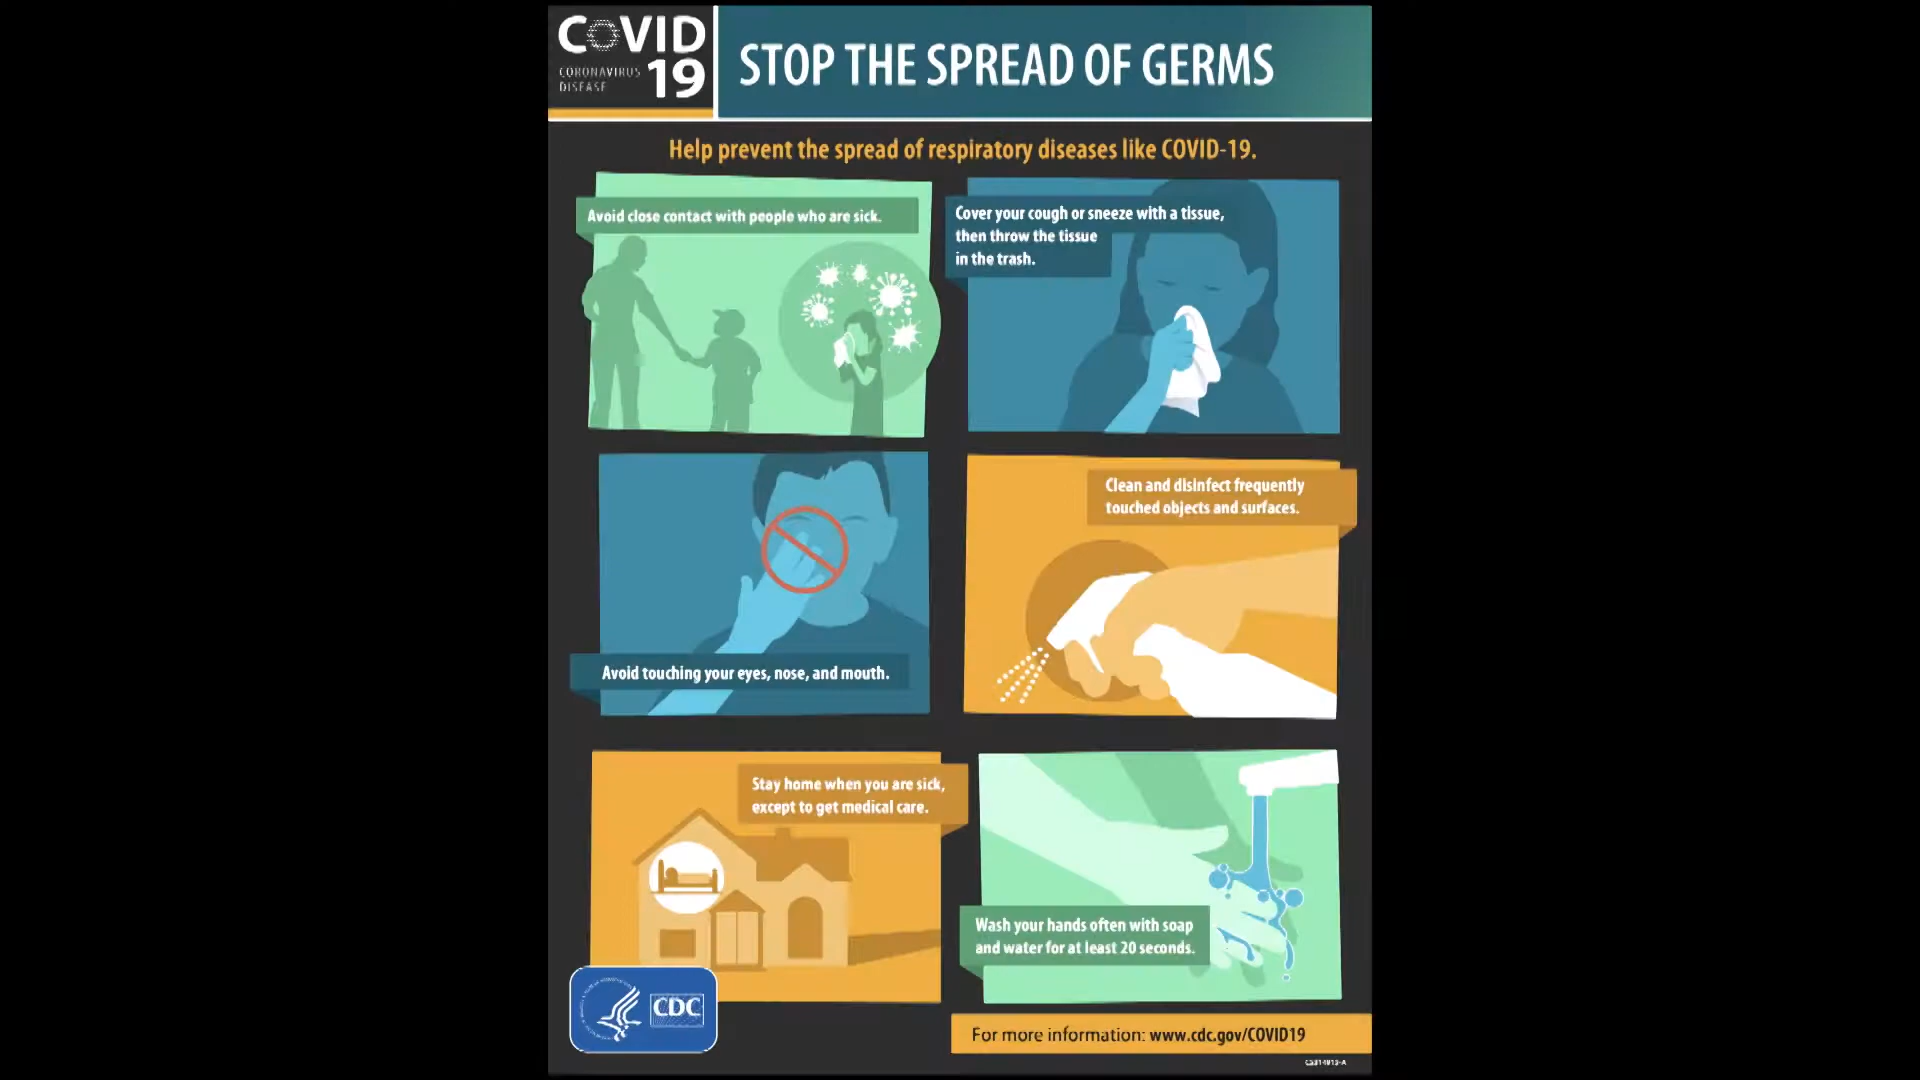 COVID
CORONAVIRUS
DISEASE
19
STOP THE SPREAD OF GERMS
Help prevent the spread of respiratory diseases like COVID-19.
Avoid close contact with people who are sick.
Cover your cough or sneeze with a tissue,
then throw the tissue
in the trash.
Avoid touching your eyes, nose, and mouth.
Clean and disinfect frequently
touched objects and surfaces.
Stay home when you are sick,
except to get medical care.
Wash your hands often with soap
and water for at least 20 seconds.
CDC
For more information: www.cdc.gov/COVID19